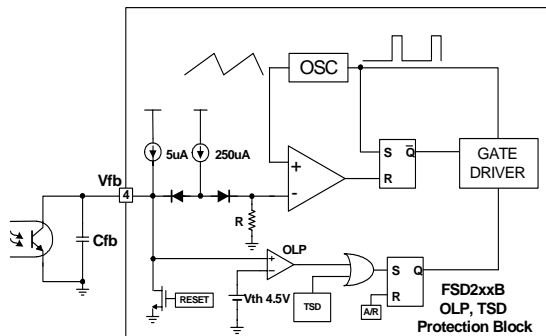 OSC
5uA
250uA
Vfb
4
+
-
S
Q
R
GATE
DRIVER
R
Cfb
OLP
+
-
S
Q
R
RESET
Vth 4.5V
TSD
A/R
FSD2xxB
OLP, TSD
Protection Block